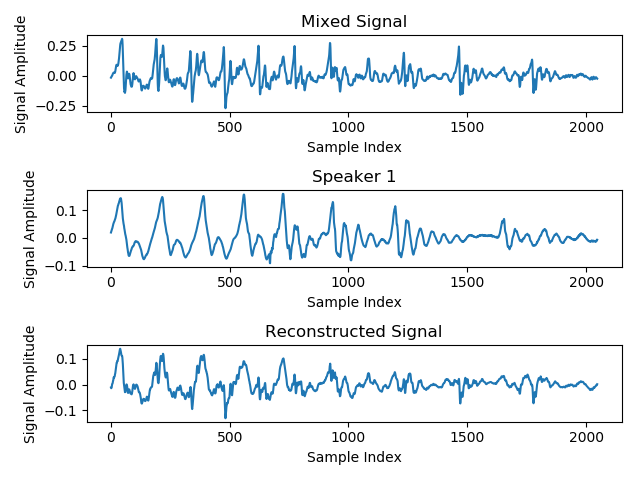 Mixed Signal
Signal Amplitude
0.25
0.00
−0.25
0 500 1000 1500 2000
Sample Index
Speaker 1
Signal Amplitude
0.1
0.0
−0.1
0 500 1000 1500 2000
Sample Index
Reconstructed Signal
Signal Amplitude
0.1
0.0
−0.1
0 500 1000 1500 2000
Sample Index